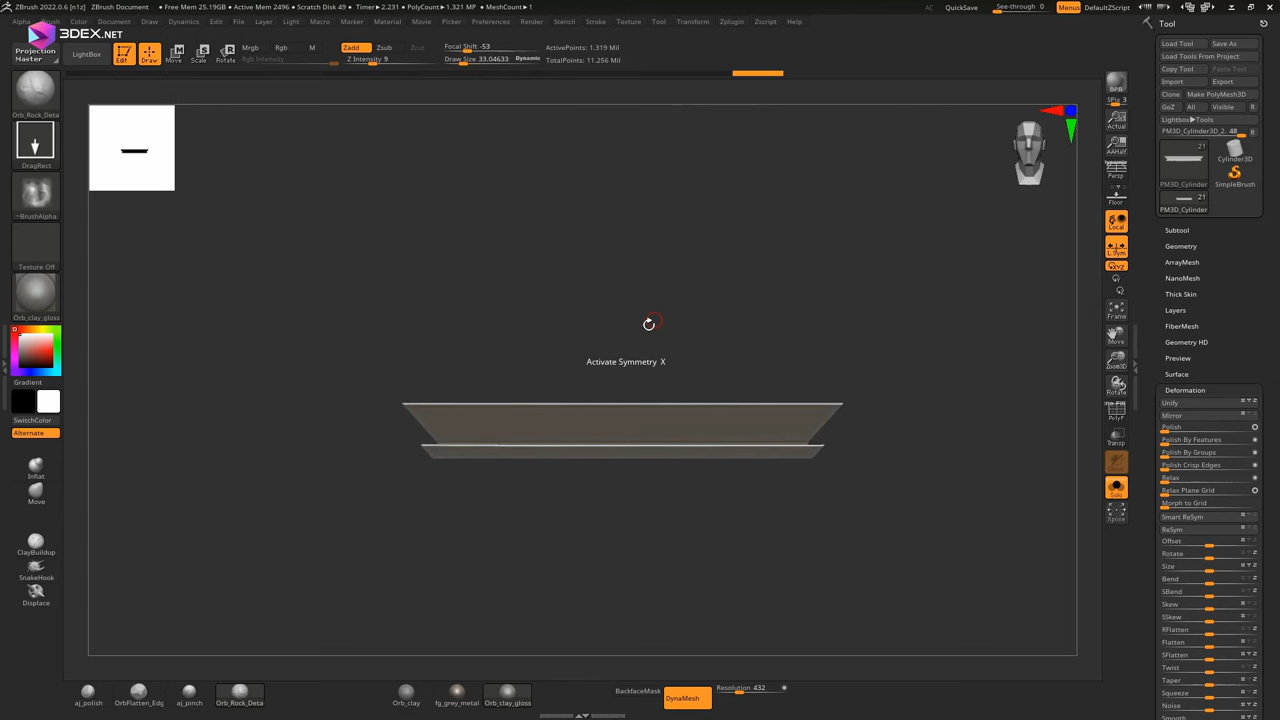 ZBrush 2022.0.6 [n1z] ZBrush Document • Free Mem 25.19GB • Active Mem 2496 • Scratch Disk 49 • Timer▸2.231 • PolyCount▸1.321 MP • MeshCount▸1 AC QuickSave See-through 0 Menus DefaultZScript
Color Document Draw Dynamics Edit File Layer Light Macro Marker Material Movie Picker Preferences Render Stencil Stroke Texture Tool Transform Zplugin Zscript Help
3DEX.NET
Projection
Master
LightBox
Edit
Draw
Move
Scale
Rotate
Mrgb Rgb M
Rgb Intensity
Zadd Zsub Zcut
Z Intensity 9
Focal Shift -53
Draw Size 33.04633 Dynamic
ActivePoints: 1.319 Mil
TotalPoints: 11.256 Mil
Orb_Rock_Deta
DragRect
~BrushAlpha
Texture Off
Orb_clay_gloss
Gradient
SwitchColor
Alternate
Inflat
Move
ClayBuildup
SnakeHook
Displace
Activate Symmetry X
BPR
SPix 3
Actual
AAHalf
Dynamic
Persp
Floor
Local
L.Sym
XYZ
Frame
Move
Zoom3D
Rotate
PolyF
Transp
Solo
Xpose
Tool
Load Tool Save As
Load Tools From Project
Copy Tool Paste Tool
Import Export
Clone Make PolyMesh3D
GoZ All Visible R
Lightbox▸Tools
PM3D_Cylinder3D_2. 48 R
21
Cylinder3D
PM3D_Cylinder
SimpleBrush
21
PM3D_Cylinder
Subtool
Geometry
ArrayMesh
NanoMesh
Thick Skin
Layers
FiberMesh
Geometry HD
Preview
Surface
Deformation
Unify
Mirror
Polish
Polish By Features
Polish By Groups
Polish Crisp Edges
Relax
Relax Plane Grid
Morph to Grid
Smart ReSym
ReSym
Offset
Rotate
Size
Bend
SBend
Skew
SSkew
RFlatten
Flatten
SFlatten
Twist
Taper
Squeeze
Noise
Smooth
aj_polish OrbFlatten_Edg aj_pinch Orb_Rock_Deta Orb_clay fg_grey_metal Orb_clay_gloss
BackfaceMask DynaMesh Resolution 432